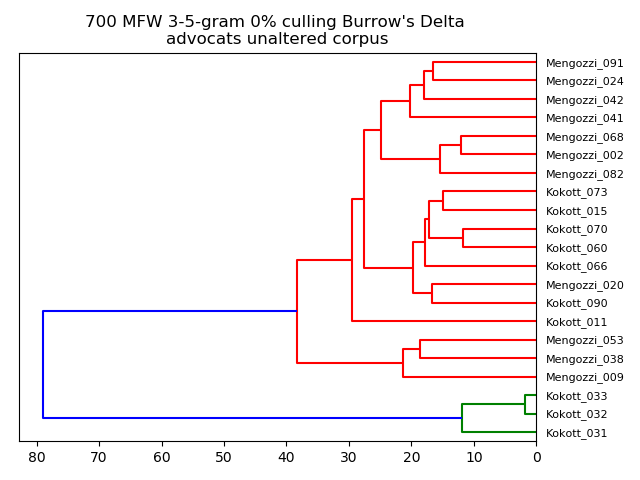 700 MFW 3-5-gram 0% culling Burrow's Delta
advocats unaltered corpus
Mengozzi_091
Mengozzi_024
Mengozzi_042
Mengozzi_041
Mengozzi_068
Mengozzi_002
Mengozzi_082
Kokott_073
Kokott_015
Kokott_070
Kokott_060
Kokott_066
Mengozzi_020
Kokott_090
Kokott_011
Mengozzi_053
Mengozzi_038
Mengozzi_009
Kokott_033
Kokott_032
Kokott_031
80 70 60 50 40 30 20 10 0